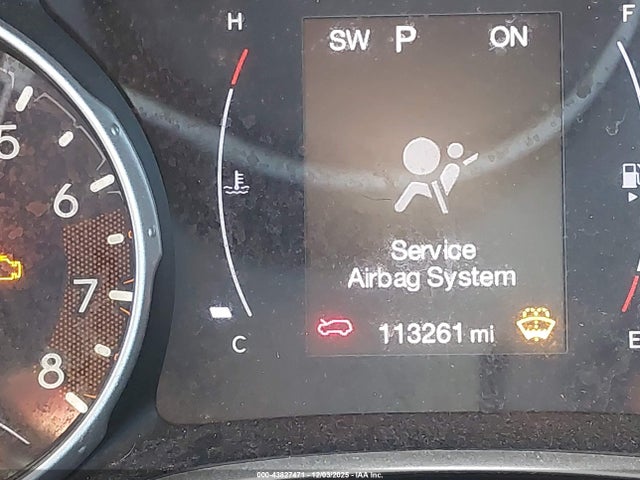 H
F
SW P ON
5
6
7
8
Service
Airbag System
113261 mi
C
E
000-43827471 - 12/03/2025 - IAA Inc.